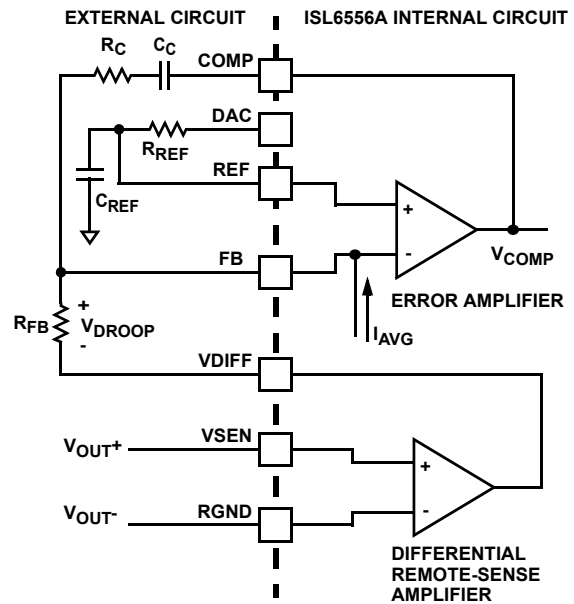 EXTERNAL CIRCUIT
ISL6556A INTERNAL CIRCUIT
RC
CC
COMP
DAC
RREF
REF
CREF
+
-
VCOMP
FB
ERROR AMPLIFIER
IAVG
RFB
+
VDROOP
-
VDIFF
VOUT+
VSEN
+
VOUT-
RGND
-
DIFFERENTIAL
REMOTE-SENSE
AMPLIFIER